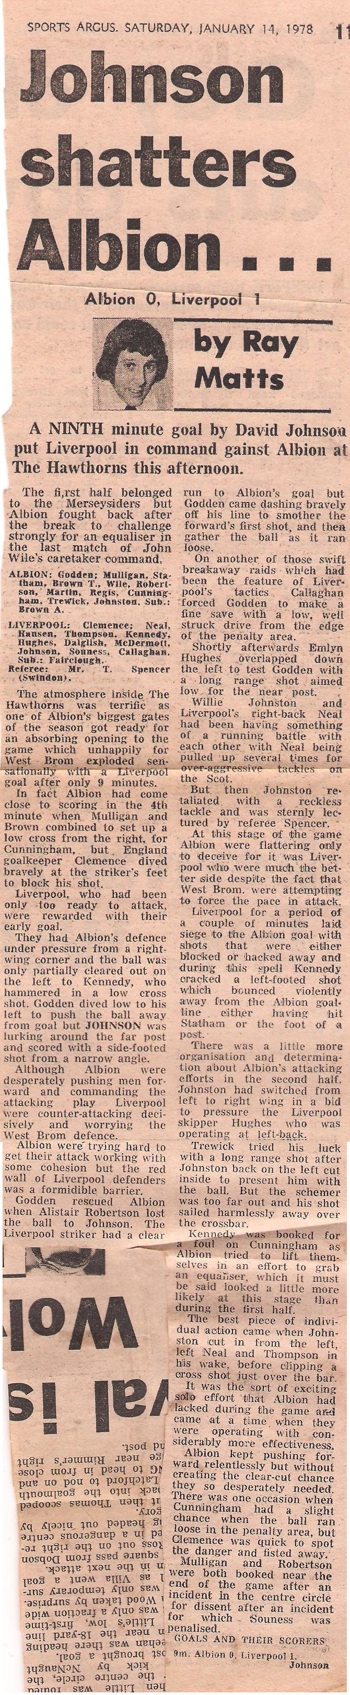 SPORTS ARGUS. SATURDAY, JANUARY 14, 1978
Johnson
shatters
Albion . . .
Albion 0, Liverpool 1
by Ray
Matts
A NINTH minute goal by David Johnson
put Liverpool in command gainst Albion at
The Hawthorns this afternoon.
The fi,rst half belonged
to the Merseysiders but
Albion fought back after
the break to challenge
strongly for an equaliser in
the last match of John
Wile's caretaker command.
ALBION: Godden; Mulligan, Sta-
ham, Brown T., Wile, Robert-
son, Martin, Regis, Cunning-
ham, Trewick, Johnston. Sub.:
Brown A.
LIVERPOOL: Clemence; Neal,
Hansen, Thompson, Kennedy,
Hughes, Dalglish, McDermott,
Johnson, Souness, Callaghan.
Sub.: Fairclough.
Referee: Mr. T. Spencer
(Swindon).
The atmosphere inside The
Hawthorns was terrific as
one of Albion's biggest gates
of the season got ready for
an absorbing opening to the
game which unhappily for
West Brom exploded sen-
sationally with a Liverpool
goal after only 9 minutes.
In fact Albion had come
close to scoring in the 4th
minute when Mulligan and
Brown combined to set up a
low cross from the right, for
Cunningham, but England
goalkeeper Clemence dived
bravely at the striker's feet
to block his shot.
Liverpool, who had been
only too ready to attack,
were rewarded with their
early goal.
They had Albion's defence
under pressure from a right-
wing corner and the ball was
only partially cleared out on
the left to Kennedy, who
hammered in a low cross
shot. Godden dived low to his
left to push the ball away
from goal but JOHNSON was
lurking around the far post
and scored with a side-footed
shot from a narrow angle.
Although Albion were
desperately pushing men for-
ward and commanding the
attacking play Liverpool
were counter-attacking deci-
sively and worrying the
West Brom defence.
Albion were trying hard to
get their attack working with
some cohesion but the red
wall of Liverpool defenders
was a formidible barrier.
Godden rescued Albion
when Alistair Robertson lost
the ball to Johnson. The
Liverpool striker had a clear
run to Albion's goal but
Godden came dashing bravely
off his line to smother the
forward's first shot, and then
gather the ball as it ran
loose.
On another of those swift
breakaway raids which had
been the feature of Liver-
pool's tactics Callaghan
forced Godden to make a
fine save with a low, well
struck drive from the edge
of the penalty area.
Shortly afterwards Emlyn
Hughes overlapped down
the left to test Godden with
a long range shot aimed
low for the near post.
Willie Johnston and
Liverpool's right-back Neal
had been having something
of a running battle with
each other with Neal being
pulled up several times for
over-aggressive tackles on
the Scot.
But then Johnston re-
taliated with a reckless
tackle and was sternly lec-
tured by referee Spencer.
At this stage of the game
Albion were flattering only
to deceive for it was Liver-
pool who were much the bet-
ter side despite the fact that
West Brom. were attempting
to force the pace in attack.
Liverpool for a period of
a couple of minutes laid
siege to the Albion goal with
shots that were either
blocked or hacked away and
during this spell Kennedy
cracked a left-footed shot
which bounced violently
away from the Albion goal-
line either having hit
Statham or the foot of a
post.
There was a little more
organisation and determina-
tion about Albion's attacking
efforts in the second half.
Johnston had switched from
left to right wing in a bid
to pressure the Liverpool
skipper Hughes who was
operating at left-back.
Trewick tried his luck
with a long range shot after
Johnston back on the left cut
inside to present him with
the ball. But the schemer
was too far out and his shot
sailed harmlessly away over
the crossbar.
Kennedy was booked for
a foul on Cunningham as
Albion tried to lift them-
selves in an effort to grab
an equaliser, which it must
be said looked a little more
likely at this stage than
during the first half.
The best piece of indivi-
dual action came when John-
ston cut in from the left,
left Neal and Thompson in
his wake, before clipping a
cross shot just over the bar.
It was the sort of exciting
solo effort that Albion had
lacked during the game and
came at a time when they
were operating with con-
siderably more effectiveness.
Albion kept pushing for-
ward relentlessly but without
creating the clear-cut chance
they so desperately needed.
There was one occasion when
Cunningham had a slight
chance when the ball ran
loose in the penalty area, but
Clemence was quick to spot
the danger and fisted away.
Mulligan and Robertson
were both booked near the
end of the game after an
incident in the centre circle
for dissent after an incident
for which Souness was
penalised.
GOALS AND THEIR SCORERS
9m. Albion 0, Liverpool 1.
Johnson